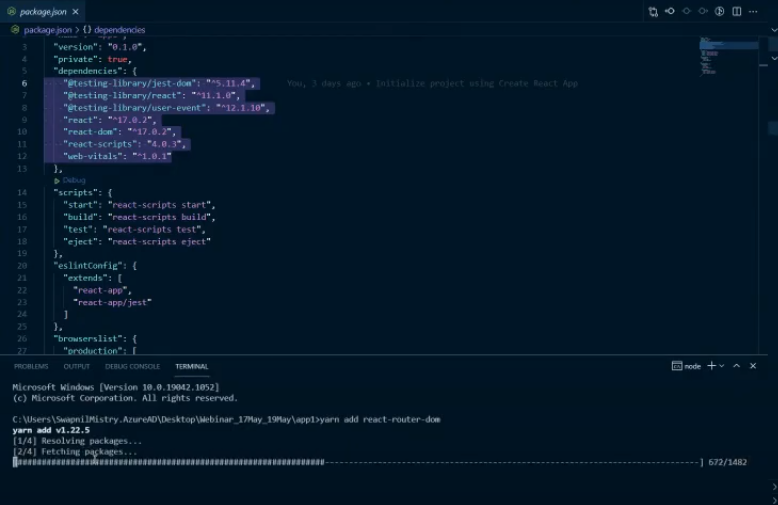 package.json
package.json > {} dependencies
3 "version": "0.1.0",
4 "private": true,
5 "dependencies": {
6 "@testing-library/jest-dom": "^5.11.4", You, 3 days ago • Initialize project using Create React App
7 "@testing-library/react": "^11.1.0",
8 "@testing-library/user-event": "^12.1.10",
9 "react": "^17.0.2",
10 "react-dom": "^17.0.2",
11 "react-scripts": "4.0.3",
12 "web-vitals": "^1.0.1"
13 },
Debug
14 "scripts": {
15 "start": "react-scripts start",
16 "build": "react-scripts build",
17 "test": "react-scripts test",
18 "eject": "react-scripts eject"
19 },
20 "eslintConfig": {
21 "extends": [
22 "react-app",
23 "react-app/jest"
24 ]
25 },
26 "browserslist": {
27 "production": [
PROBLEMS OUTPUT DEBUG CONSOLE TERMINAL node
Microsoft Windows [Version 10.0.19042.1052]
(c) Microsoft Corporation. All rights reserved.
C:\Users\SwapnilMistry.AzureAD\Desktop\Webinar_17May_19May\app1>yarn add react-router-dom
yarn add v1.22.5
[1/4] Resolving packages...
[2/4] Fetching packages...
672/1482